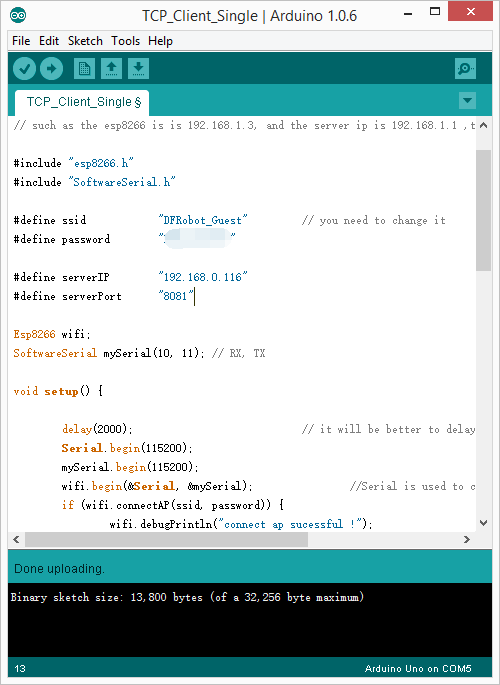 TCP_Client_Single | Arduino 1.0.6
File Edit Sketch Tools Help
TCP_Client_Single §
// such as the esp8266 is is 192.168.1.3, and the server ip is 192.168.1.1 ,t
#include "esp8266.h"
#include "SoftwareSerial.h"
#define ssid "DFRobot_Guest" // you need to change it
#define password "
#define serverIP "192.168.0.116"
#define serverPort "8081"
Esp8266 wifi;
SoftwareSerial mySerial(10, 11); // RX, TX
void setup() {
delay(2000); // it will be better to delay
Serial.begin(115200);
mySerial.begin(115200);
wifi.begin(&Serial, &mySerial); //Serial is used to c
if (wifi.connectAP(ssid, password)) {
wifi.debugPrintln("connect ap sucessful !");
Done uploading.
Binary sketch size: 13,800 bytes (of a 32,256 byte maximum)
13 Arduino Uno on COM5